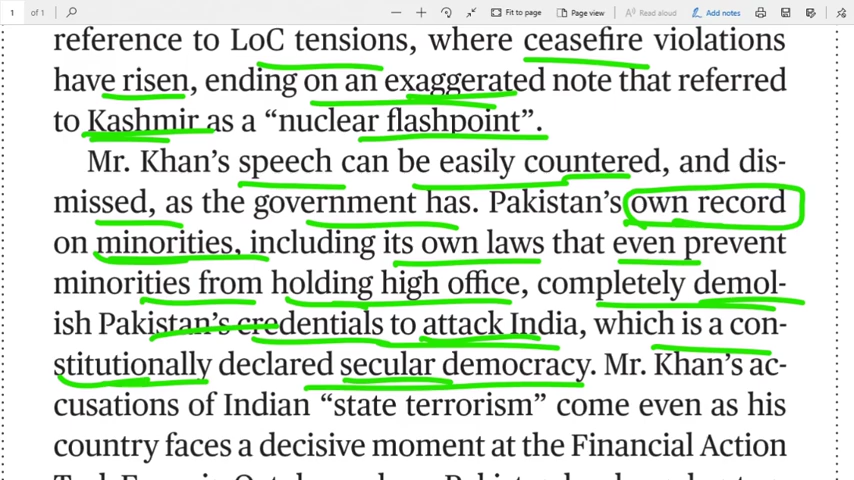 1 of 1 Fit to page Page view Read aloud Add notes
reference to LoC tensions, where ceasefire violations
have risen, ending on an exaggerated note that referred
to Kashmir as a “nuclear flashpoint”.
Mr. Khan’s speech can be easily countered, and dis-
missed, as the government has. Pakistan’s own record
on minorities, including its own laws that even prevent
minorities from holding high office, completely demol-
ish Pakistan’s credentials to attack India, which is a con-
stitutionally declared secular democracy. Mr. Khan’s ac-
cusations of Indian “state terrorism” come even as his
country faces a decisive moment at the Financial Action